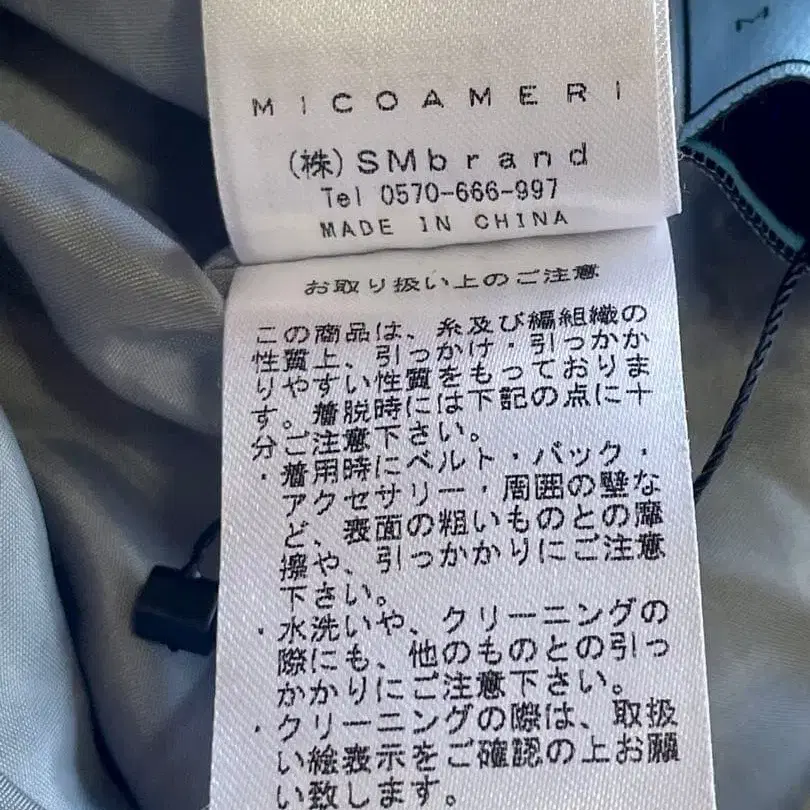 MICOAMERI
(株)SMbrand
Tel 0570-666-997
MADE IN CHINA
お取り扱い上のご注意
この商品は、糸及び編組織の
性質上、引っかけ・引っかか
りやすい性質をもっておりま
す。着脱時には下記の点に十
分ご注意下さい。
・着用時にベルト・バック・
アクセサリー・周囲の壁な
ど、表面の粗いものとの摩
擦や、引っかかりにご注意
下さい。
・水洗いや、クリーニングの
際にも、他のものとの引っ
かかりにご注意下さい。
・クリーニングの際は、取扱
い絵表示をご確認の上お願
い致します。
M